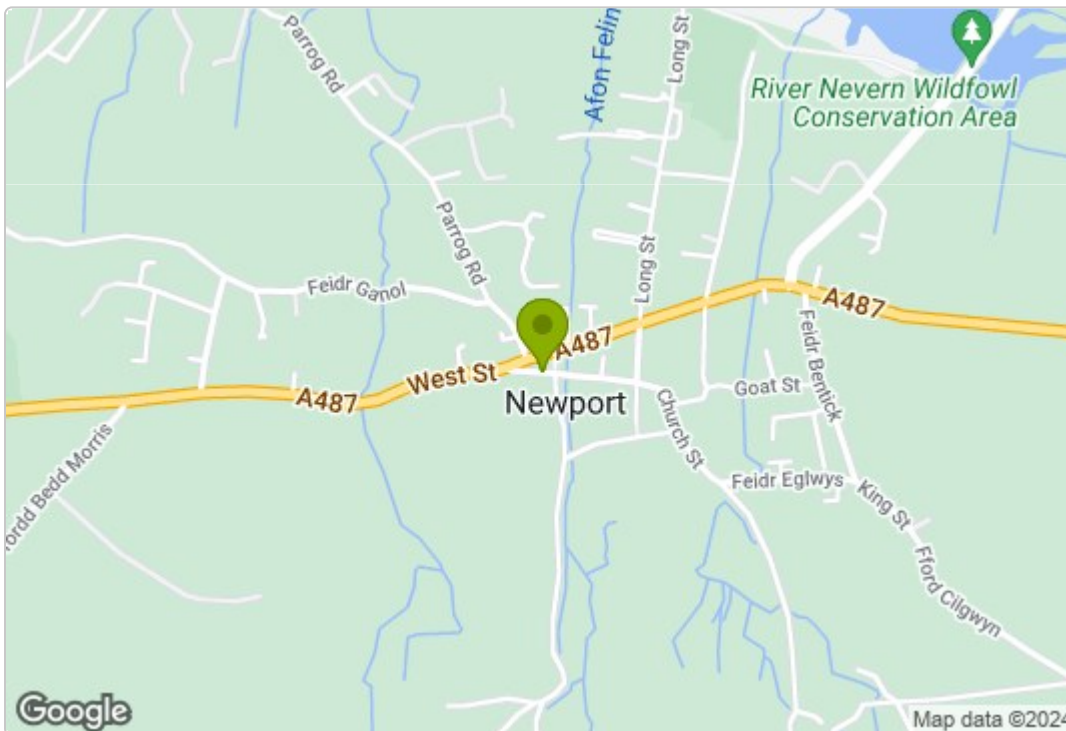 Parrog Rd
Afon Felin
Long St
River Nevern Wildfowl
Conservation Area
Parrog Rd
Long St
Feidr Ganol
A487
A487
West St
Feidr Bentick
A487
Goat St
Newport
Church St
Feidr Eglwys
King St
fordd Bedd Morris
Fford Cilgwyn
Google
Map data ©2024